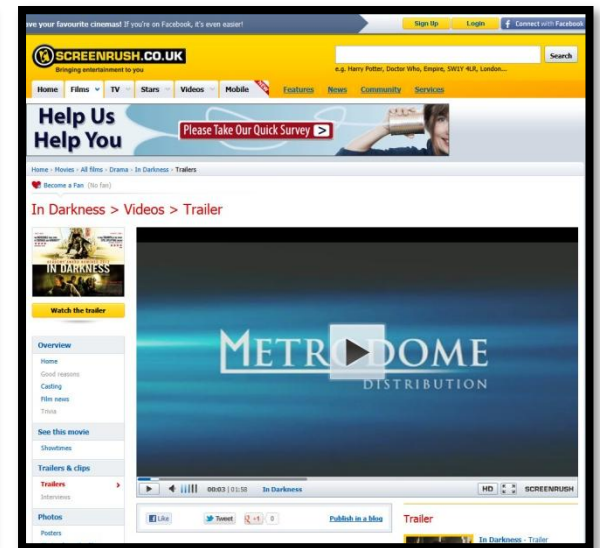 ve your favourite cinemas! If you're on Facebook, it's even easier!
Sign Up
Login
f Connect with Facebook
SCREENRUSH.CO.UK
Bringing entertainment to you
Search
e.g. Harry Potter, Doctor Who, Empire, SW1Y 4LR, London...
Home Films TV Stars Videos Mobile Features News Community Services
Help Us
Help You
Please Take Our Quick Survey >
Home > Movies > All films > Drama > In Darkness > Trailers
Become a Fan (No fan)
In Darkness > Videos > Trailer
IN DARKNESS
Watch the trailer
Overview
Home
Good reasons
Casting
Film news
Trivia
See this movie
Showtimes
Trailers & clips
Trailers >
Interviews
Photos
Posters
METRODOME
DISTRIBUTION
00:03 | 01:58 In Darkness
HD
SCREENRUSH
Like
Tweet
+1 0
Publish in a blog
Trailer
In Darkness - Trailer